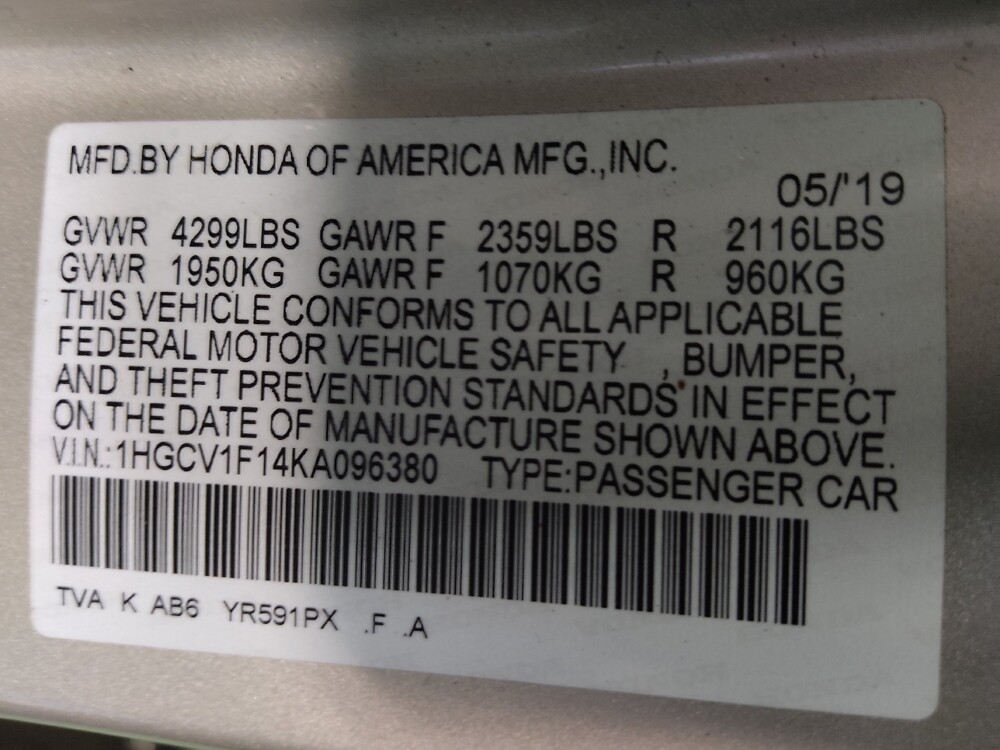 MFD.BY HONDA OF AMERICA MFG.,INC.
05/'19
GVWR 4299LBS GAWR F 2359LBS R 2116LBS
GVWR 1950KG GAWR F 1070KG R 960KG
THIS VEHICLE CONFORMS TO ALL APPLICABLE
FEDERAL MOTOR VEHICLE SAFETY , BUMPER,
AND THEFT PREVENTION STANDARDS IN EFFECT
ON THE DATE OF MANUFACTURE SHOWN ABOVE.
V.I.N.:1HGCV1F14KA096380 TYPE:PASSENGER CAR
TVA K AB6 YR591PX .F .A